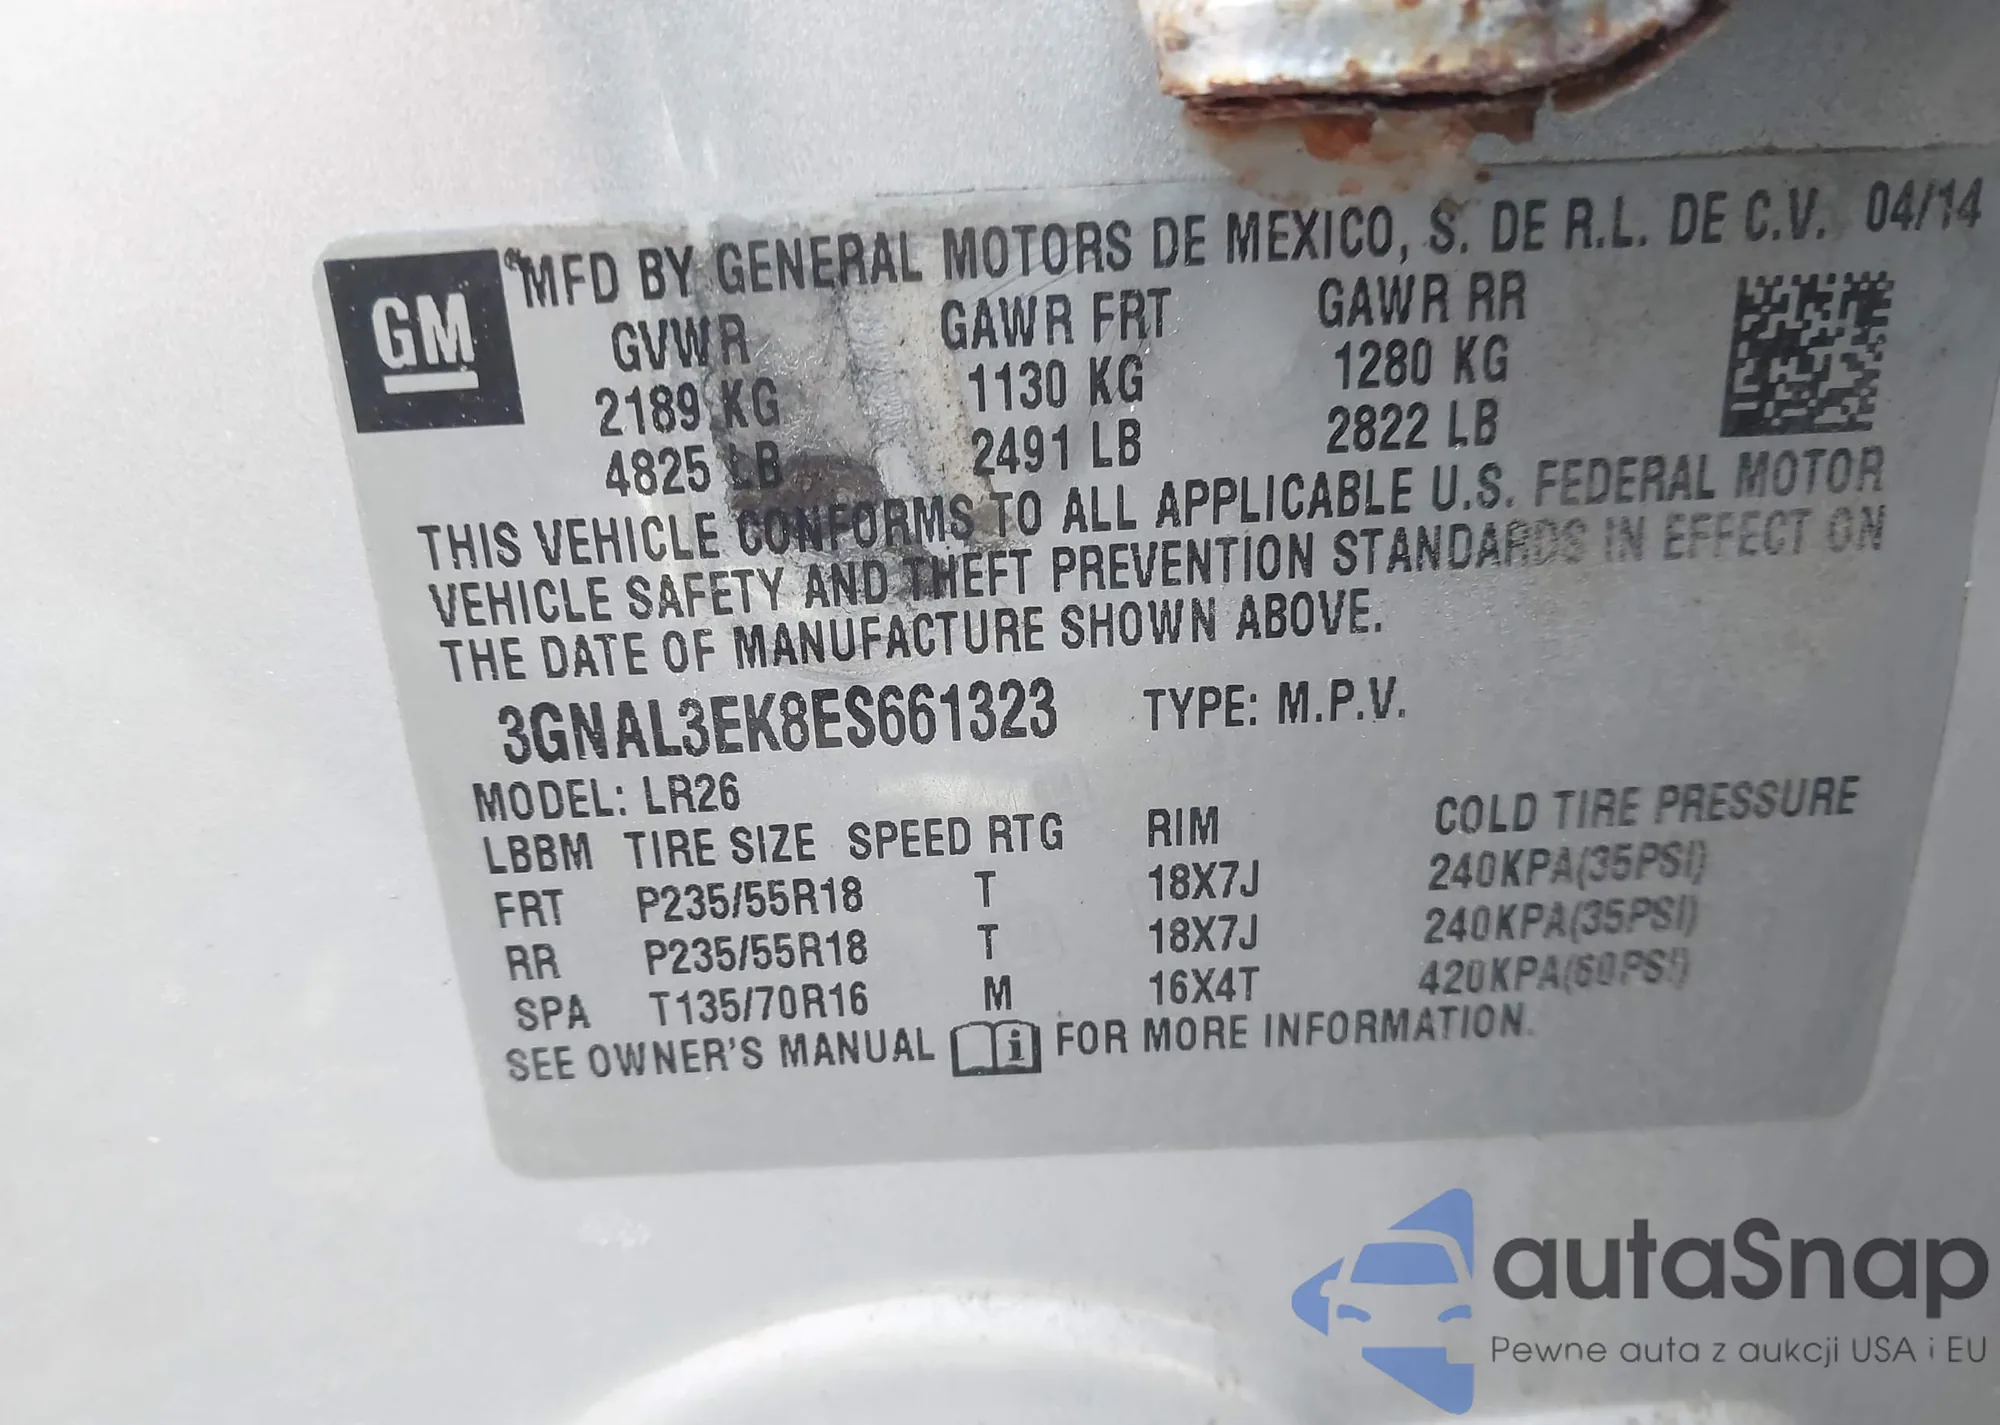 GM
MFD BY GENERAL MOTORS DE MEXICO, S. DE R.L. DE C.V. 04/14
GVWR GAWR FRT GAWR RR
2189 KG 1130 KG 1280 KG
4825 LB 2491 LB 2822 LB
THIS VEHICLE CONFORMS TO ALL APPLICABLE U.S. FEDERAL MOTOR
VEHICLE SAFETY AND THEFT PREVENTION STANDARDS IN EFFECT ON
THE DATE OF MANUFACTURE SHOWN ABOVE.
3GNAL3EK8ES661323 TYPE: M.P.V.
MODEL: LR26
LBBM TIRE SIZE SPEED RTG RIM COLD TIRE PRESSURE
FRT P235/55R18 T 18X7J 240KPA(35PSI)
RR P235/55R18 T 18X7J 240KPA(35PSI)
SPA T135/70R16 M 16X4T 420KPA(60PSI)
SEE OWNER'S MANUAL i FOR MORE INFORMATION.
autaSnap
Pewne auta z aukcji USA i EU